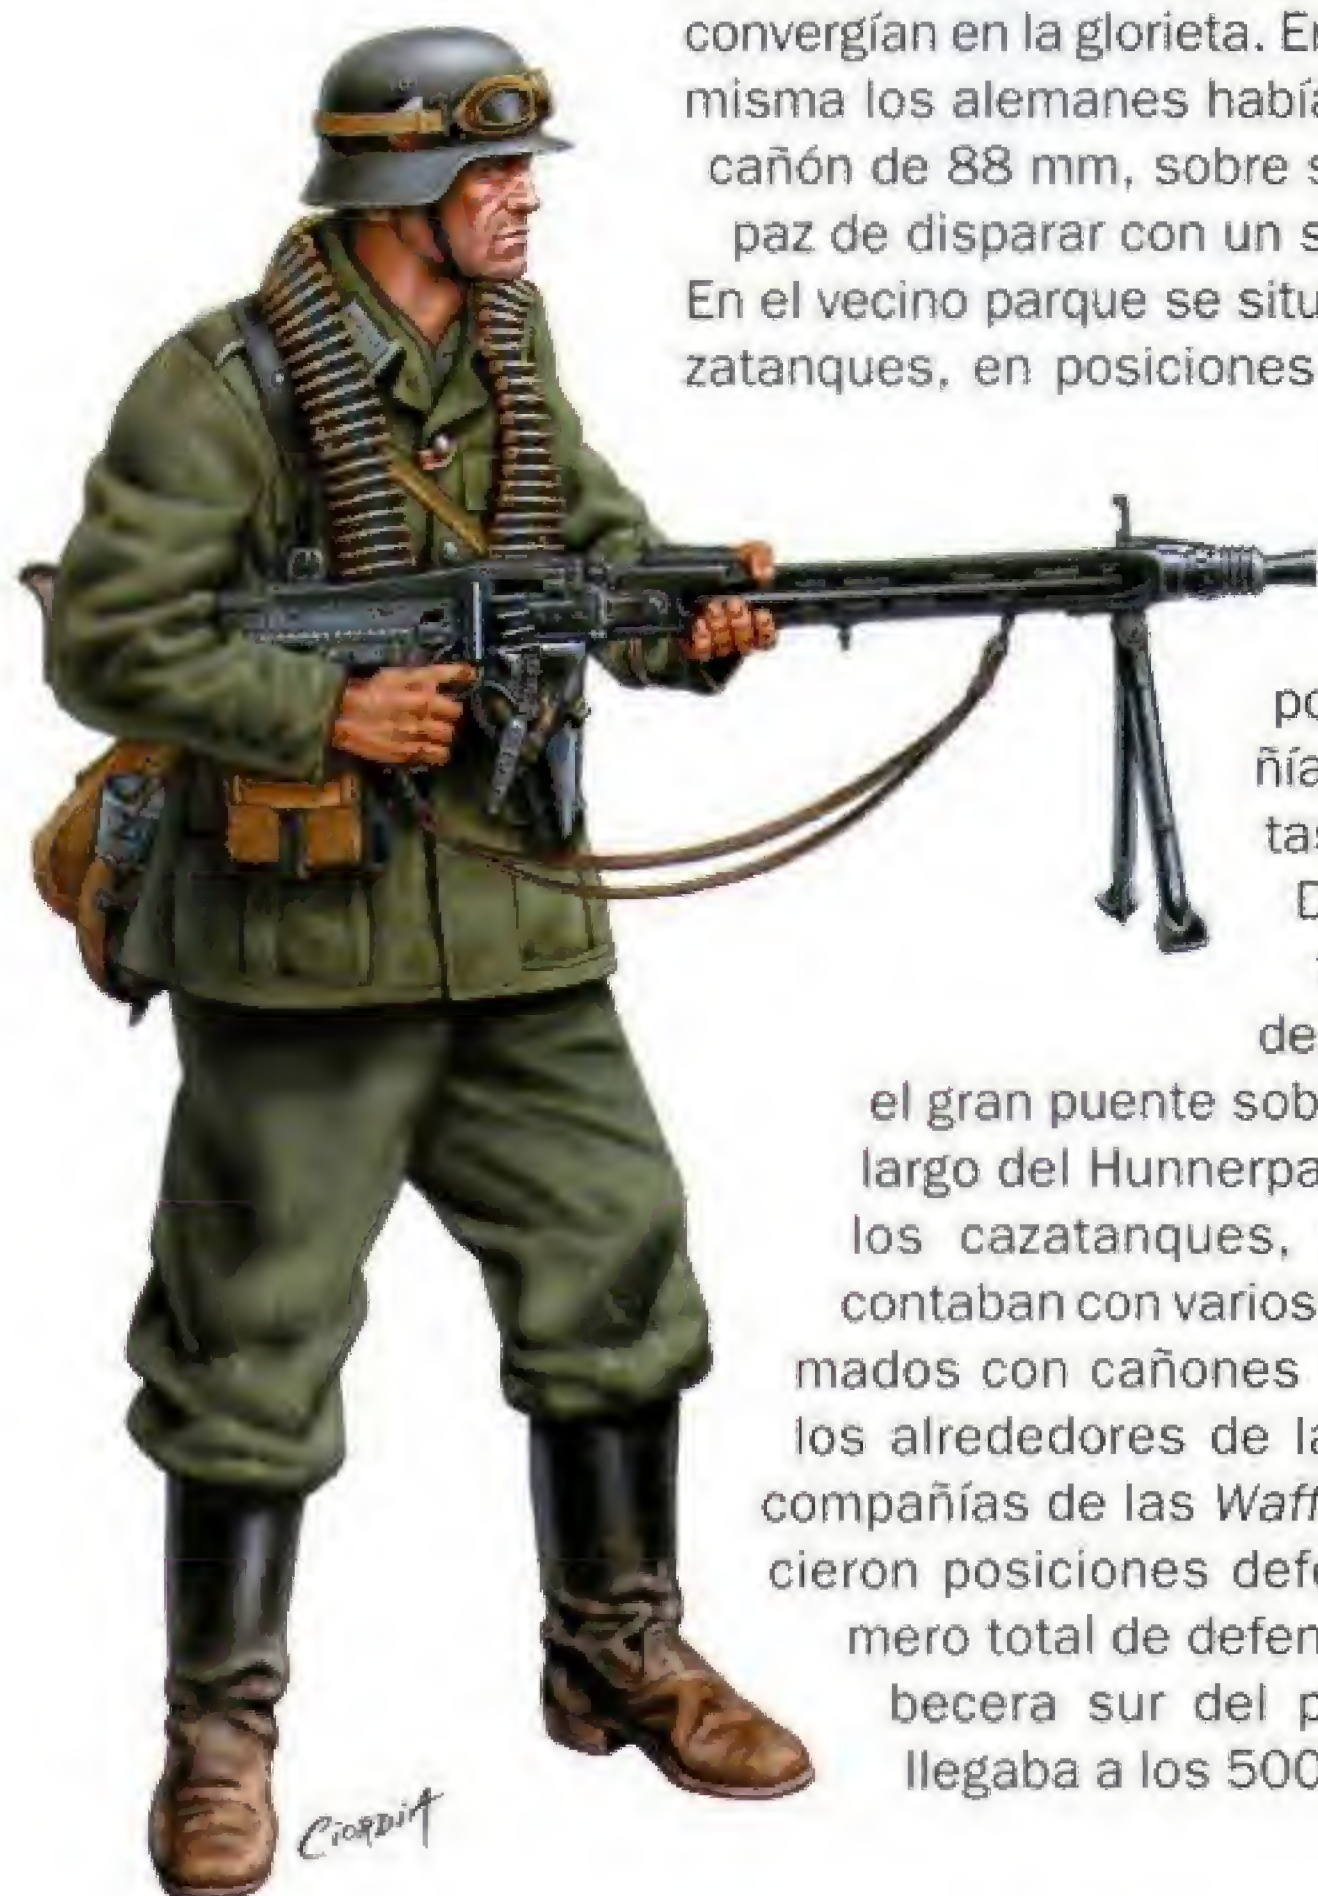 convergían en la glorieta. En
misma los alemanes había
cañón de 88 mm, sobre s
paz de disparar con un s
En el vecino parque se situ
zatanques, en posiciones
po
ñía
tas
D
de
el gran puente sob
largo del Hunnerpa
los cazatanques,
contaban con varios
mados con cañones
los alrededores de la
compañías de las Waff
cieron posiciones defe
mero total de defen
becera sur del p
llegaba a los 500
CIORDIA